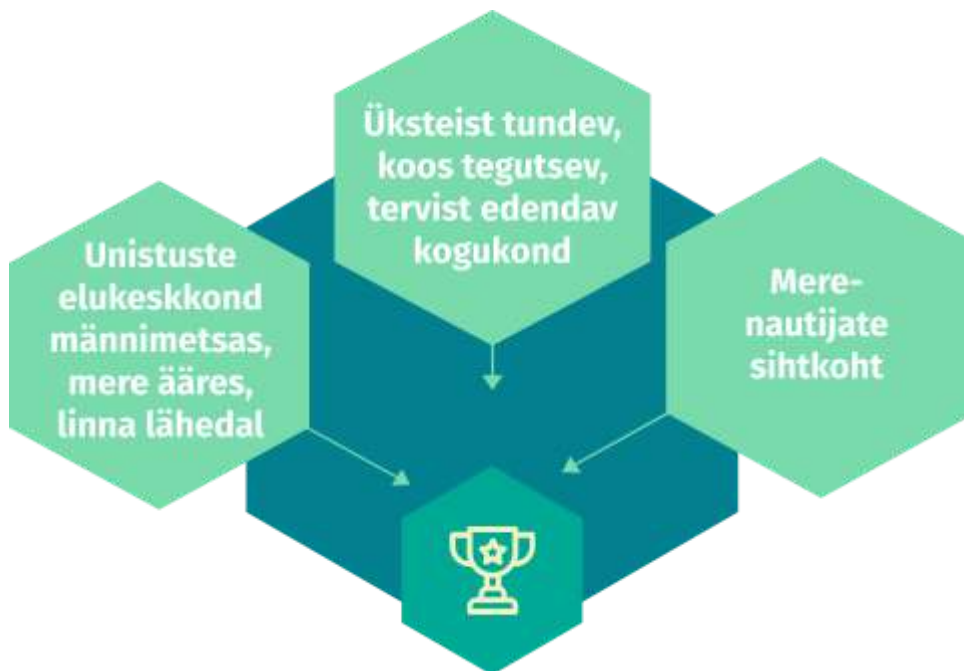 Üksteist tundev,
koos tegutsev,
tervist edendav
kogukond
Unistuste
elukeskkond
männimetsas,
mere ääres,
linna lähedal
Mere-
nautijate
sihtkoht